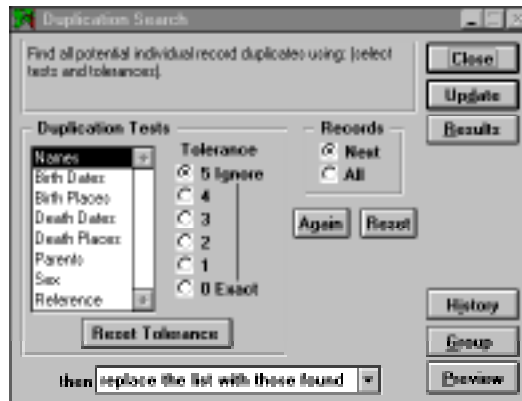 Duplication Search
Find all potential individual record duplicates using: (select
tests and tolerances).
Close
Update
Results
Duplication Tests
Names
Birth Dates
Birth Places
Death Dates
Death Places
Parents
Sex
Reference
Tolerance
5 Ignore
4
3
2
1
0 Exact
Reset Tolerance
Records
Next
All
Again Reset
History
Group
Preview
then replace the list with those found